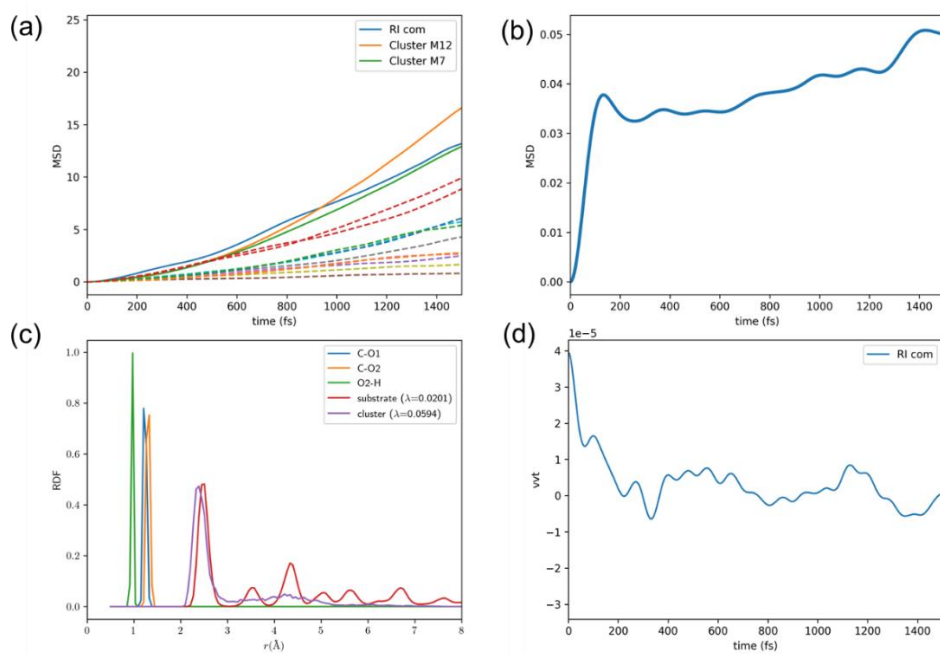 (a)
25
20
15
10
5
0
MSD
RI com
Cluster M12
Cluster M7
0 200 400 600 800 1000 1200 1400
time (fs)
(b)
0.05
0.04
0.03
0.02
0.01
0.00
MSD
0 200 400 600 800 1000 1200 1400
time (fs)
(c)
1.0
0.8
0.6
0.4
0.2
0.0
RDF
C-O1
C-O2
O2-H
substrate (λ=0.0201)
cluster (λ=0.0594)
0 1 2 3 4 5 6 7 8
r(Å)
(d)
1e−5
4
3
2
1
0
−1
−2
−3
vvt
RI com
0 200 400 600 800 1000 1200 1400
time (fs)